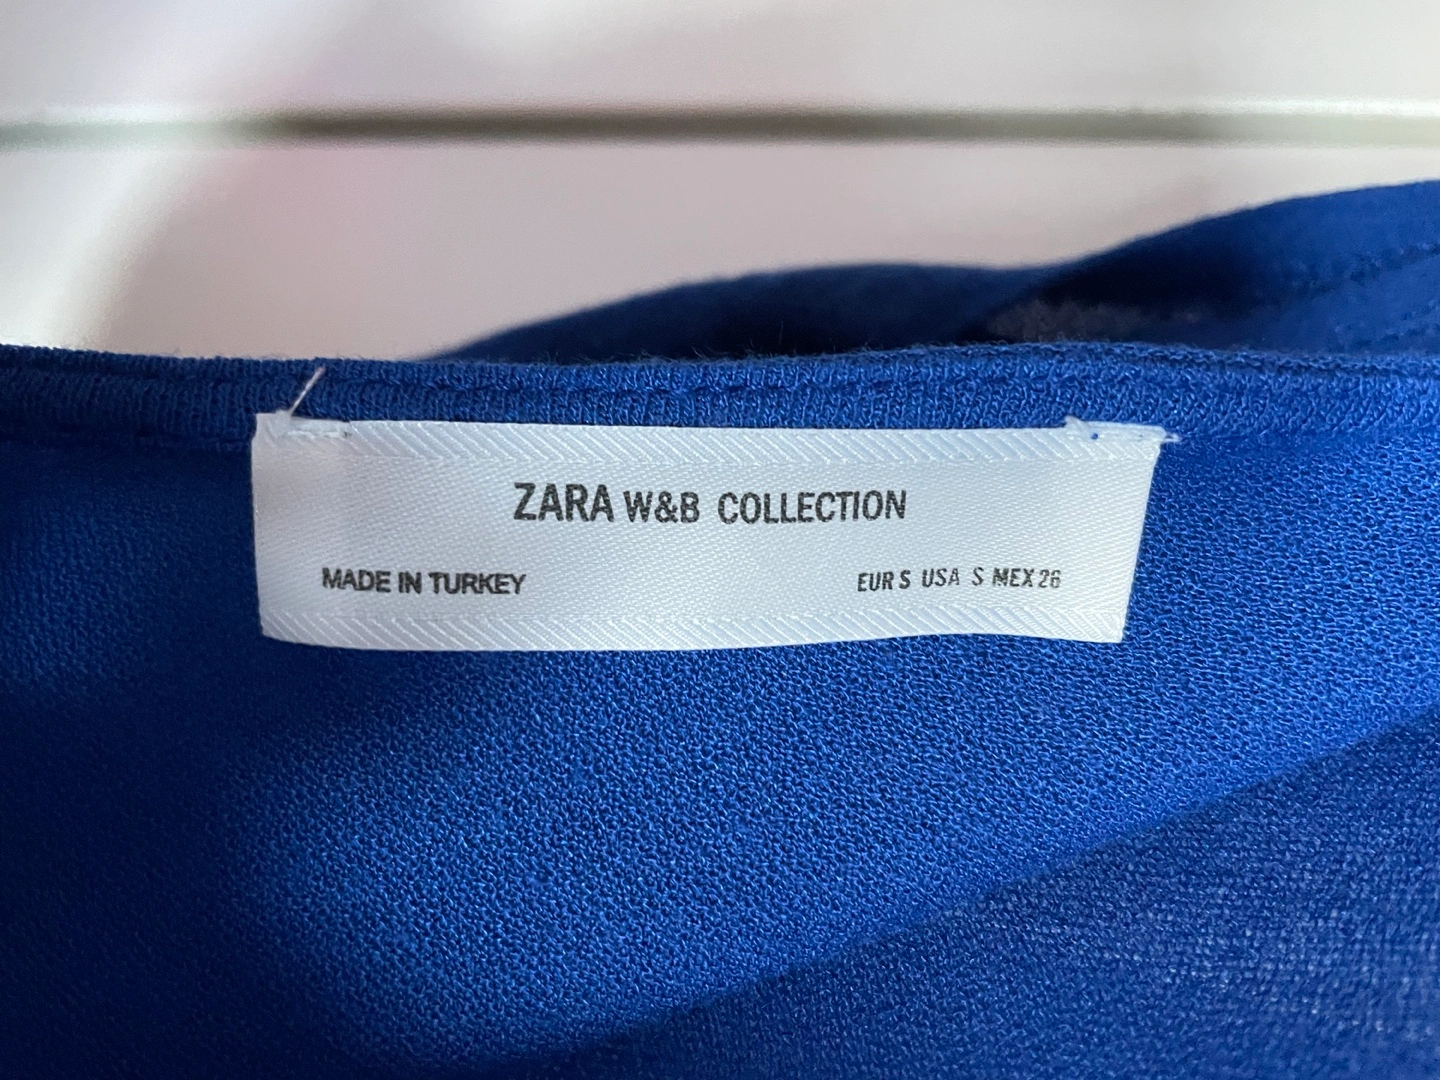 ZARA W&B COLLECTION
MADE IN TURKEY EUR S USA S MEX 26